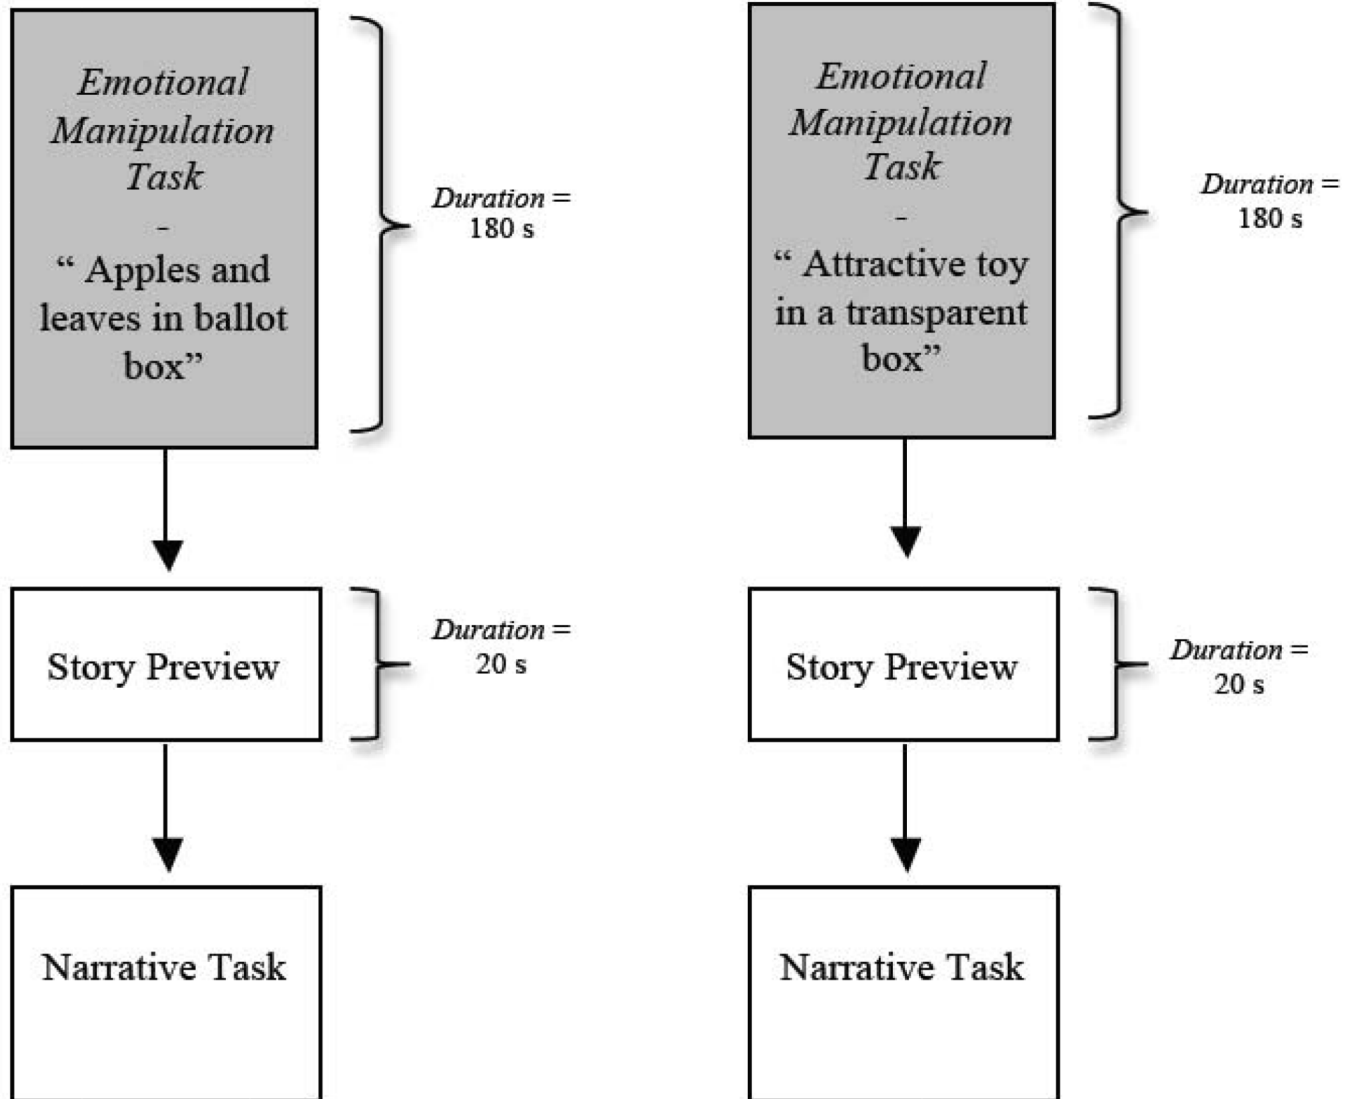 Emotional
Manipulation
Task
-
“ Apples and
leaves in ballot
box”
Duration =
180 s
Story Preview
Duration =
20 s
Narrative Task
Emotional
Manipulation
Task
-
“ Attractive toy
in a transparent
box”
Duration =
180 s
Story Preview
Duration =
20 s
Narrative Task